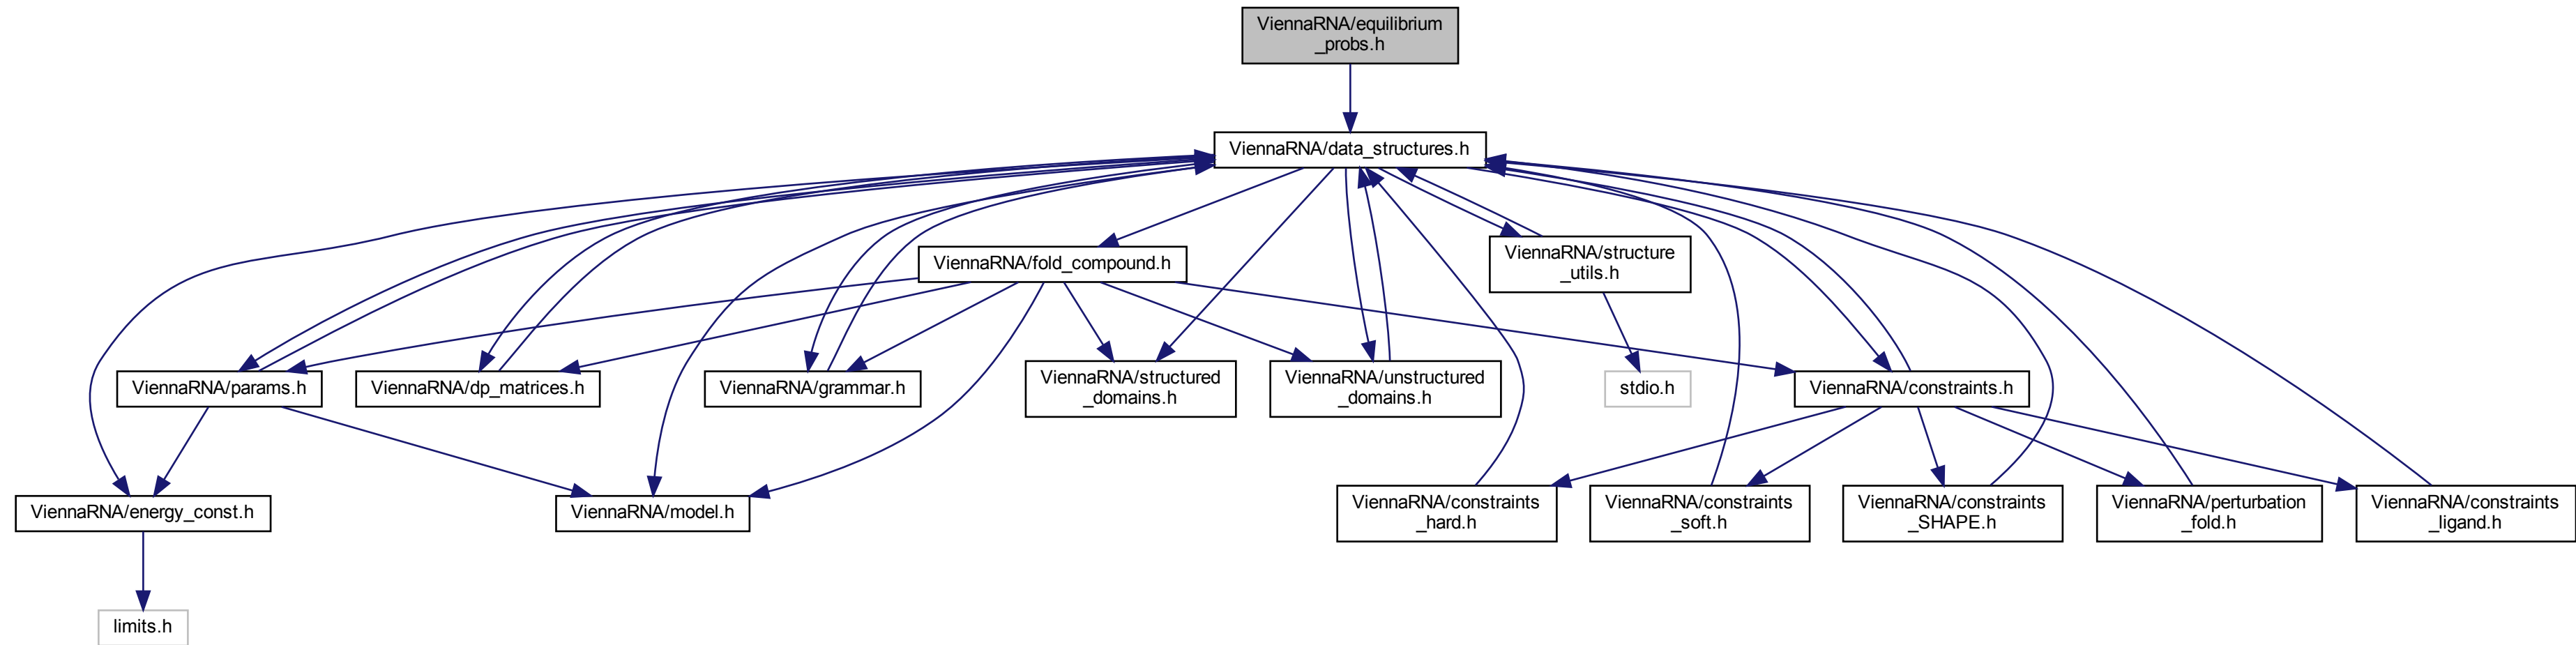 ViennaRNA/equilibrium
_probs.h
ViennaRNA/data_structures.h
ViennaRNA/fold_compound.h
ViennaRNA/structure
_utils.h
ViennaRNA/params.h
ViennaRNA/dp_matrices.h
ViennaRNA/grammar.h
ViennaRNA/structured
_domains.h
ViennaRNA/unstructured
_domains.h
stdio.h
ViennaRNA/constraints.h
ViennaRNA/energy_const.h
ViennaRNA/model.h
ViennaRNA/constraints
_hard.h
ViennaRNA/constraints
_soft.h
ViennaRNA/constraints
_SHAPE.h
ViennaRNA/perturbation
_fold.h
ViennaRNA/constraints
_ligand.h
limits.h